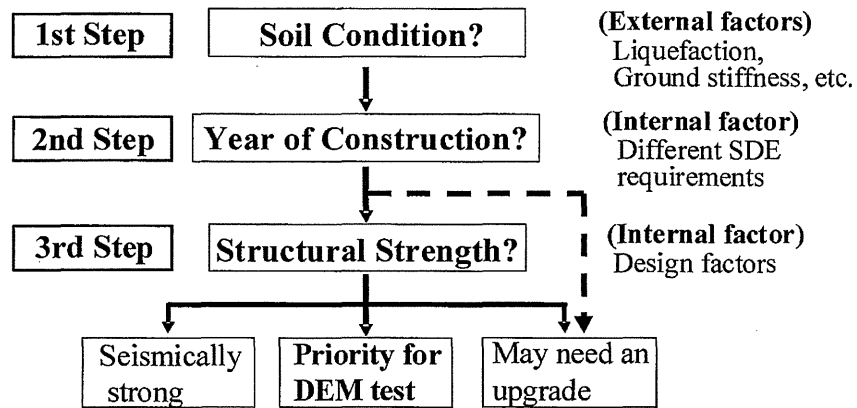 1st Step
Soil Condition?
(External factors)
Liquefaction,
Ground stiffness, etc.
2nd Step
Year of Construction?
(Internal factor)
Different SDE
requirements
3rd Step
Structural Strength?
(Internal factor)
Design factors
Seismically
strong
Priority for
DEM test
May need an
upgrade